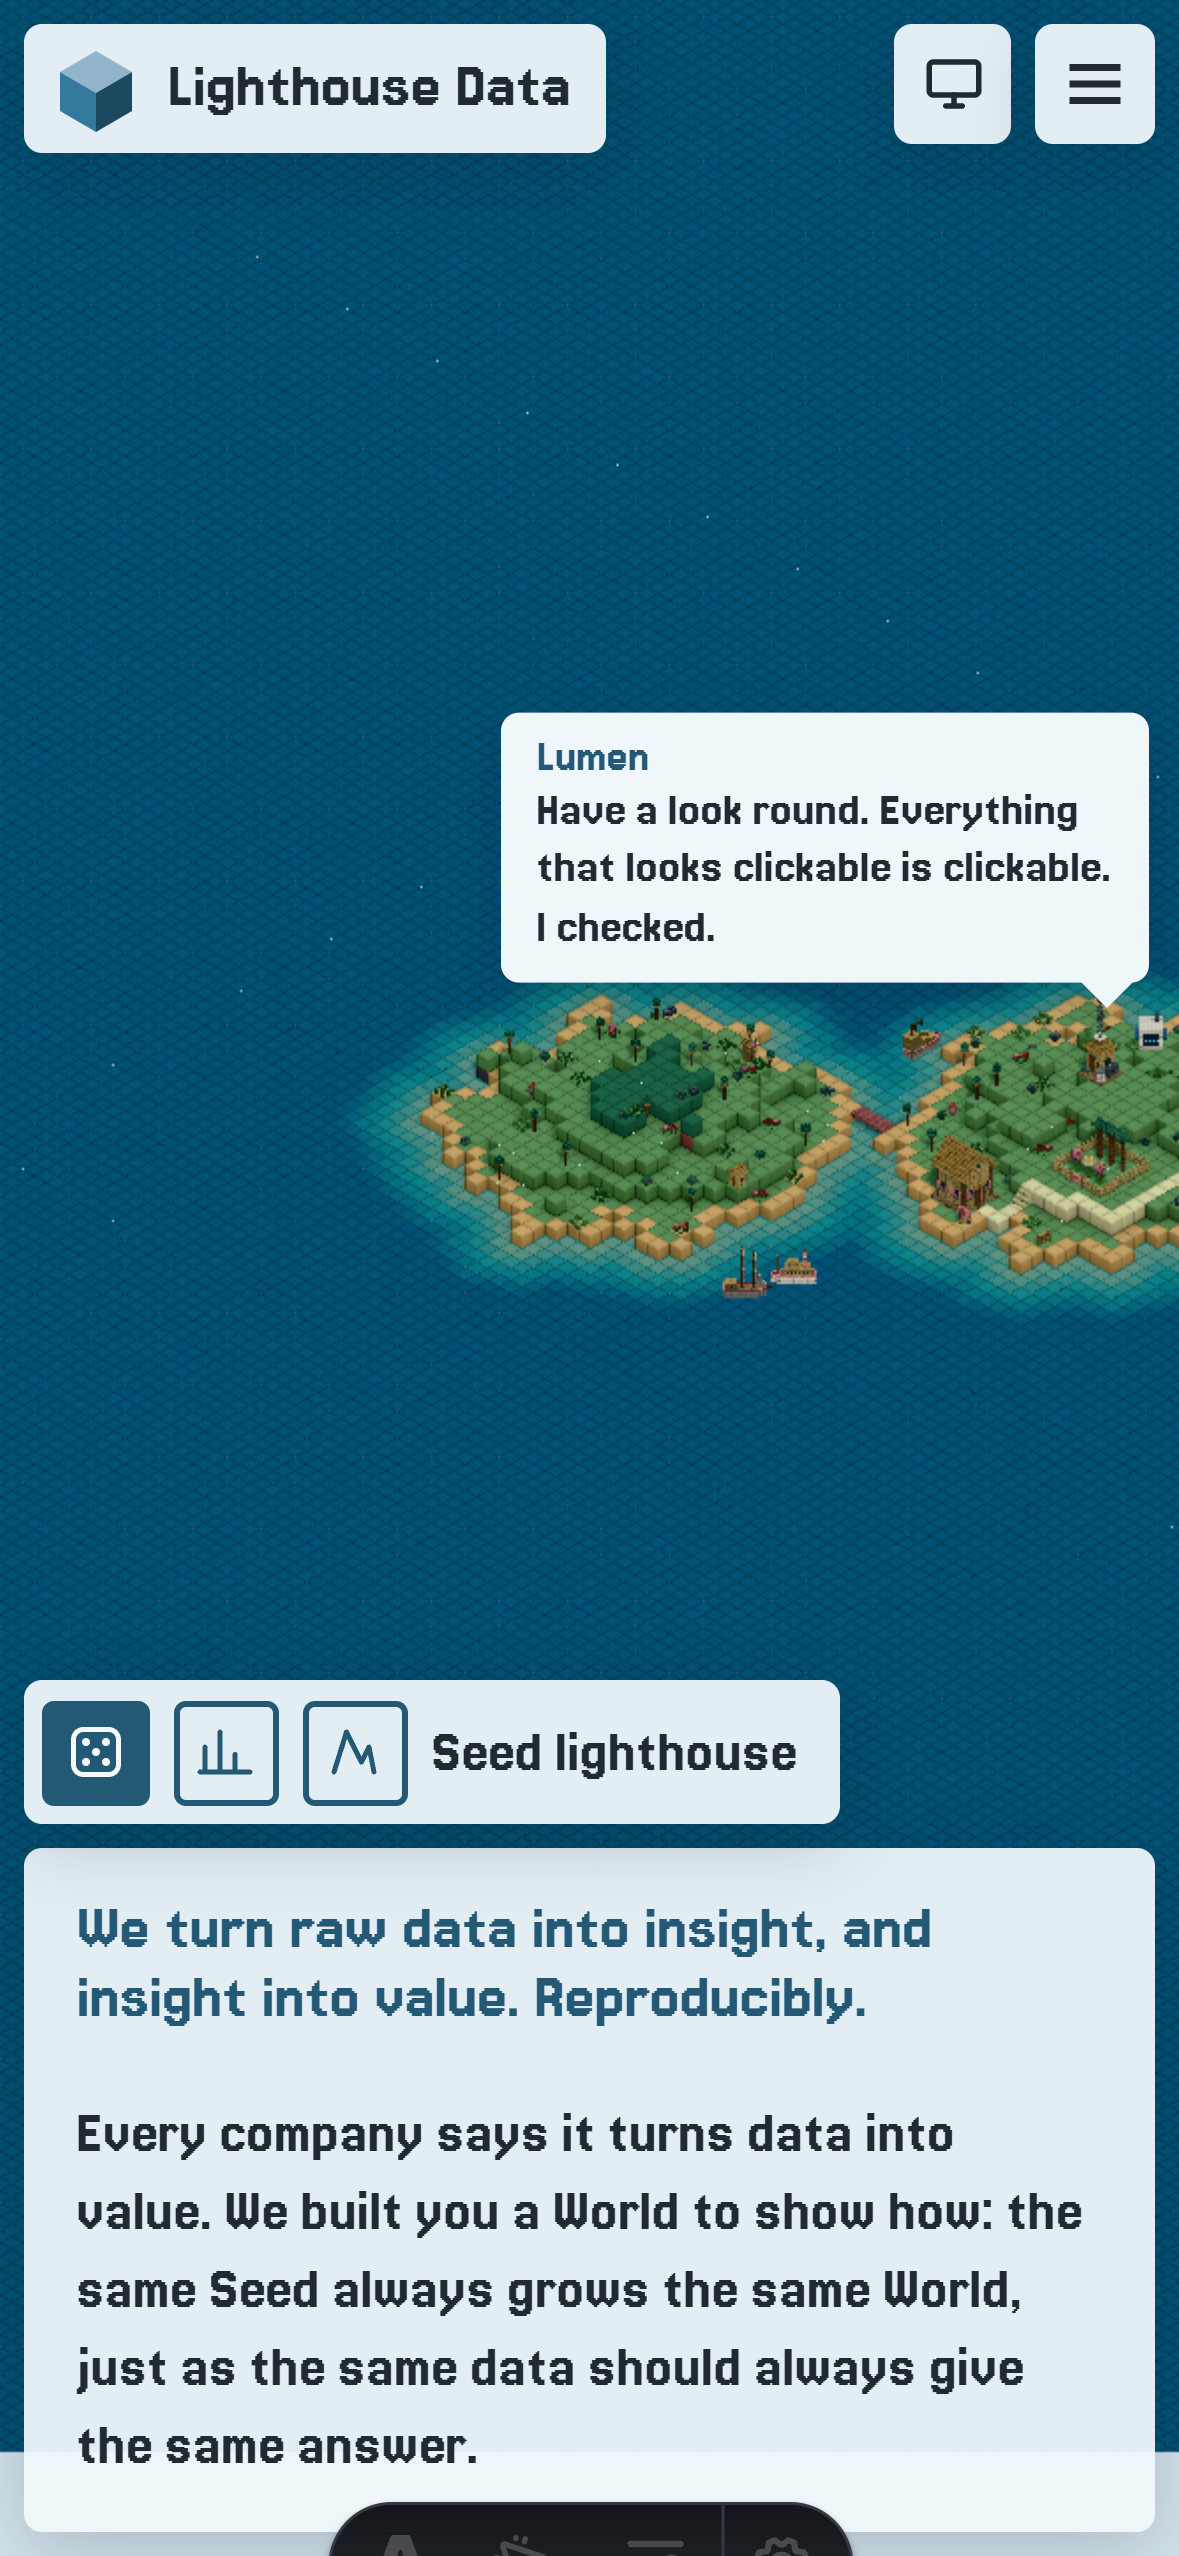 Lighthouse Data
Lumen
Have a look round. Everything
that looks clickable is clickable.
I checked.
Seed lighthouse
We turn raw data into insight, and
insight into value. Reproducibly.
Every company says it turns data into
value. We built you a World to show how: the
same Seed always grows the same World,
just as the same data should always give
the same answer.